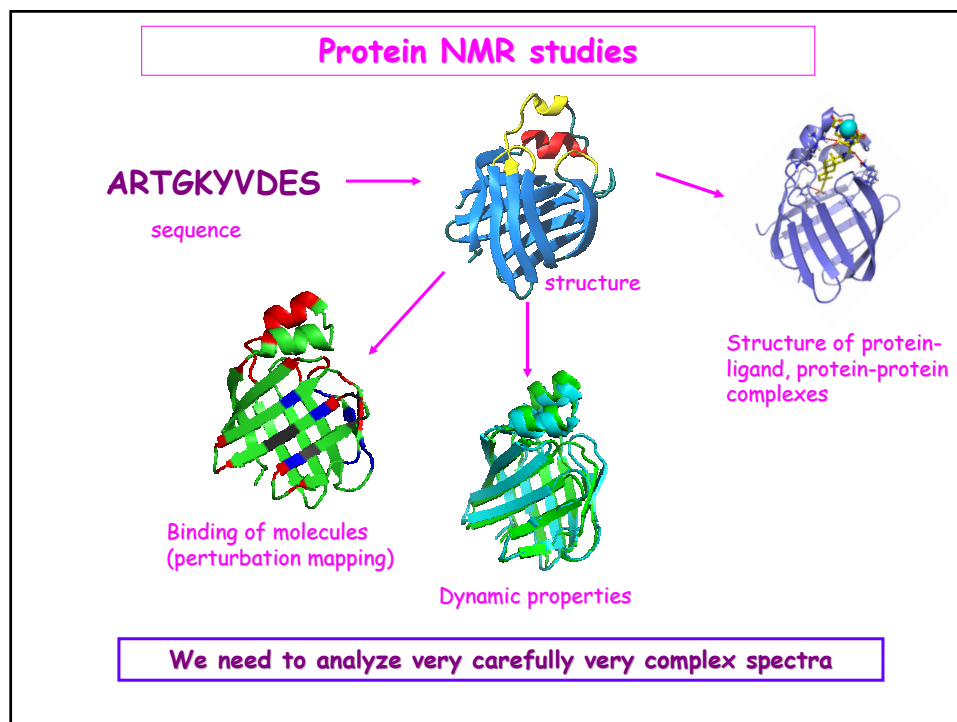 Protein NMR studies
ARTGKYVDES
sequence
structure
Structure of protein-
ligand, protein-protein
complexes
Binding of molecules
(perturbation mapping)
Dynamic properties
We need to analyze very carefully very complex spectra